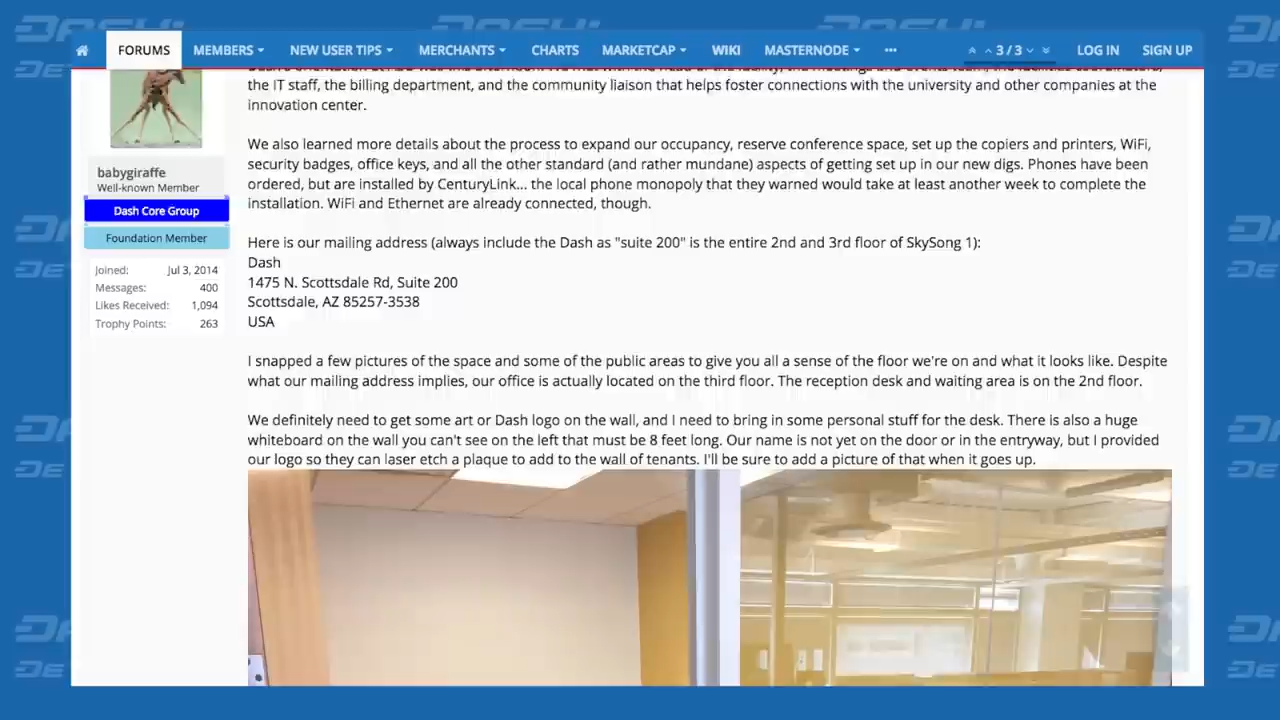 FORUMS MEMBERS NEW USER TIPS MERCHANTS CHARTS MARKETCAP WIKI MASTERNODE ••• 3 / 3 LOG IN SIGN UP
the IT staff, the billing department, and the community liaison that helps foster connections with the university and other companies at the
innovation center.
We also learned more details about the process to expand our occupancy, reserve conference space, set up the copiers and printers, WiFi,
security badges, office keys, and all the other standard (and rather mundane) aspects of getting set up in our new digs. Phones have been
ordered, but are installed by CenturyLink... the local phone monopoly that they warned would take at least another week to complete the
installation. WiFi and Ethernet are already connected, though.
babygiraffe
Well-known Member
Dash Core Group
Foundation Member
Joined: Jul 3, 2014
Messages: 400
Likes Received: 1,094
Trophy Points: 263
Here is our mailing address (always include the Dash as "suite 200" is the entire 2nd and 3rd floor of SkySong 1):
Dash
1475 N. Scottsdale Rd, Suite 200
Scottsdale, AZ 85257-3538
USA
I snapped a few pictures of the space and some of the public areas to give you all a sense of the floor we're on and what it looks like. Despite
what our mailing address implies, our office is actually located on the third floor. The reception desk and waiting area is on the 2nd floor.
We definitely need to get some art or Dash logo on the wall, and I need to bring in some personal stuff for the desk. There is also a huge
whiteboard on the wall you can't see on the left that must be 8 feet long. Our name is not yet on the door or in the entryway, but I provided
our logo so they can laser etch a plaque to add to the wall of tenants. I'll be sure to add a picture of that when it goes up.